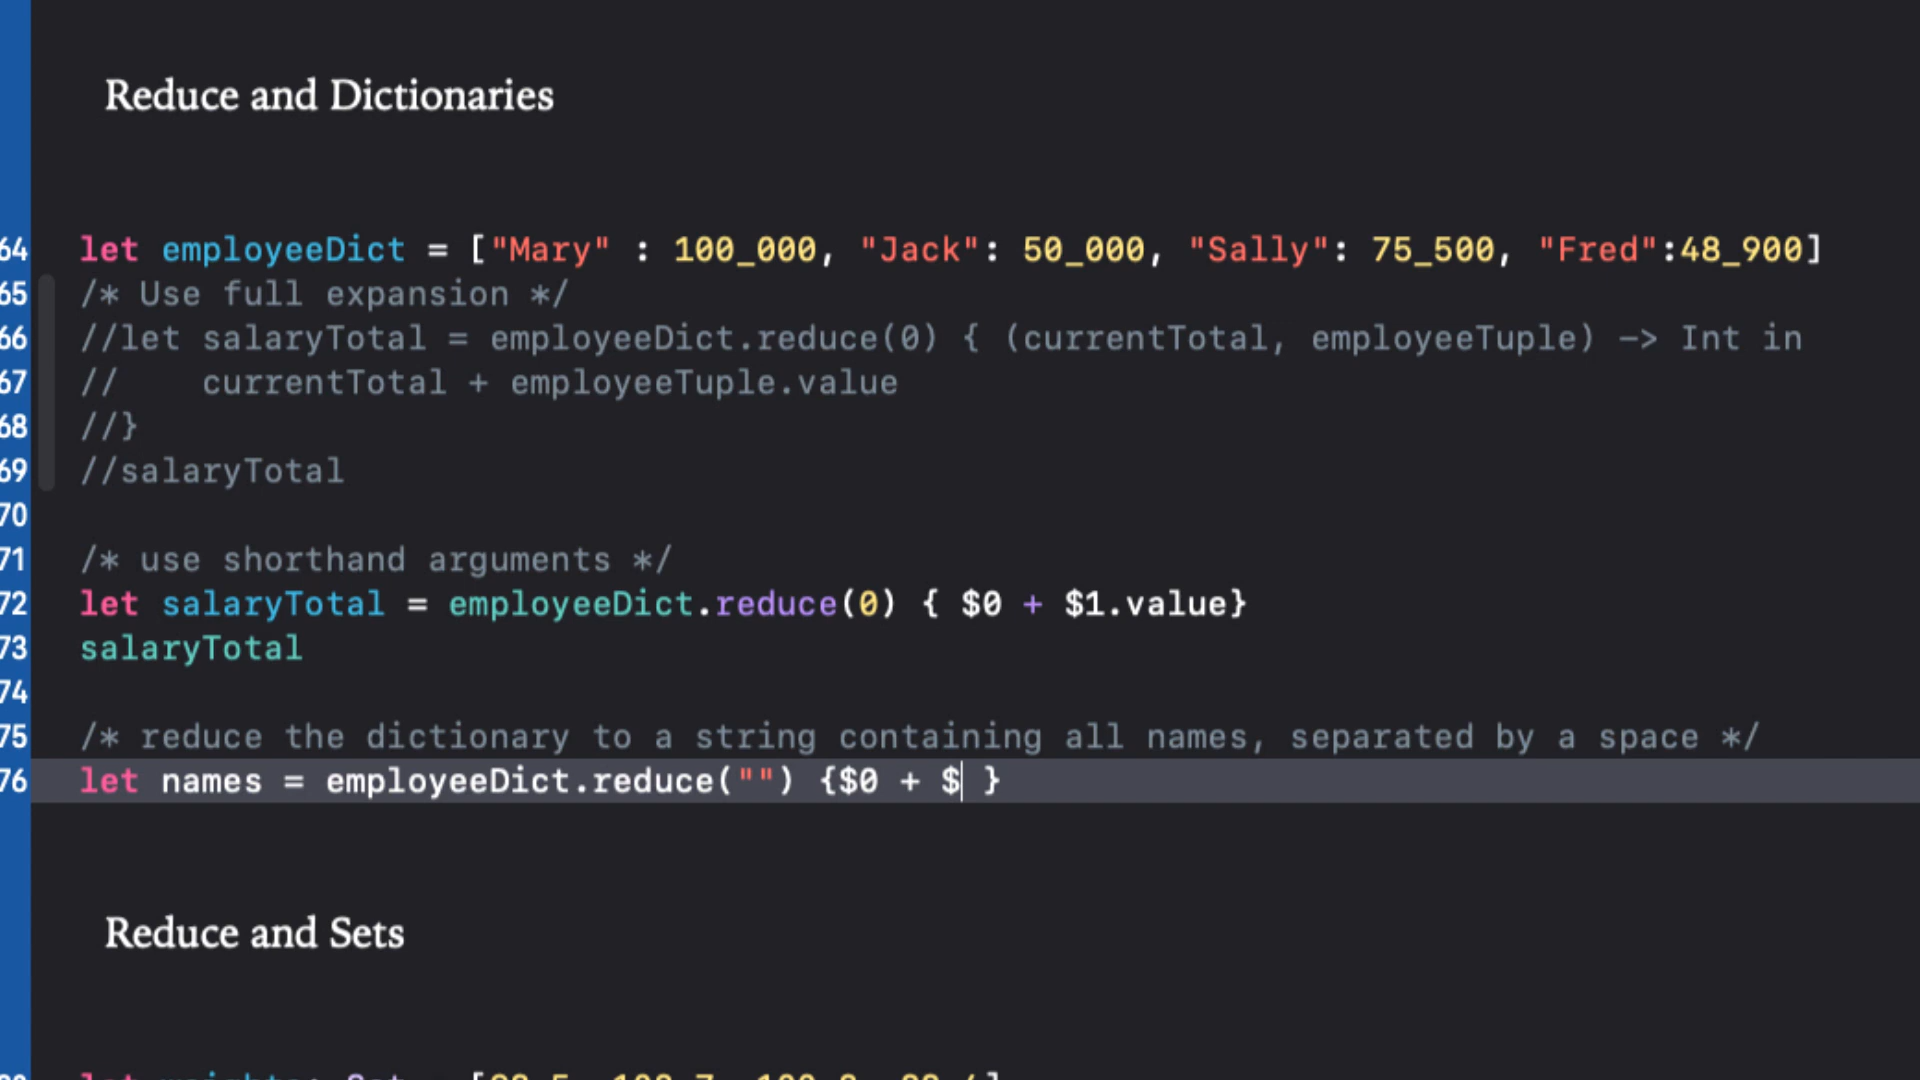 Reduce and Dictionaries
64 let employeeDict = ["Mary" : 100_000, "Jack": 50_000, "Sally": 75_500, "Fred":48_900]
65 /* Use full expansion */
66 //let salaryTotal = employeeDict.reduce(0) { (currentTotal, employeeTuple) -> Int in
67 //    currentTotal + employeeTuple.value
68 //}
69 //salaryTotal
70
71 /* use shorthand arguments */
72 let salaryTotal = employeeDict.reduce(0) { $0 + $1.value}
73 salaryTotal
74
75 /* reduce the dictionary to a string containing all names, separated by a space */
76 let names = employeeDict.reduce("") {$0 + $ }
Reduce and Sets